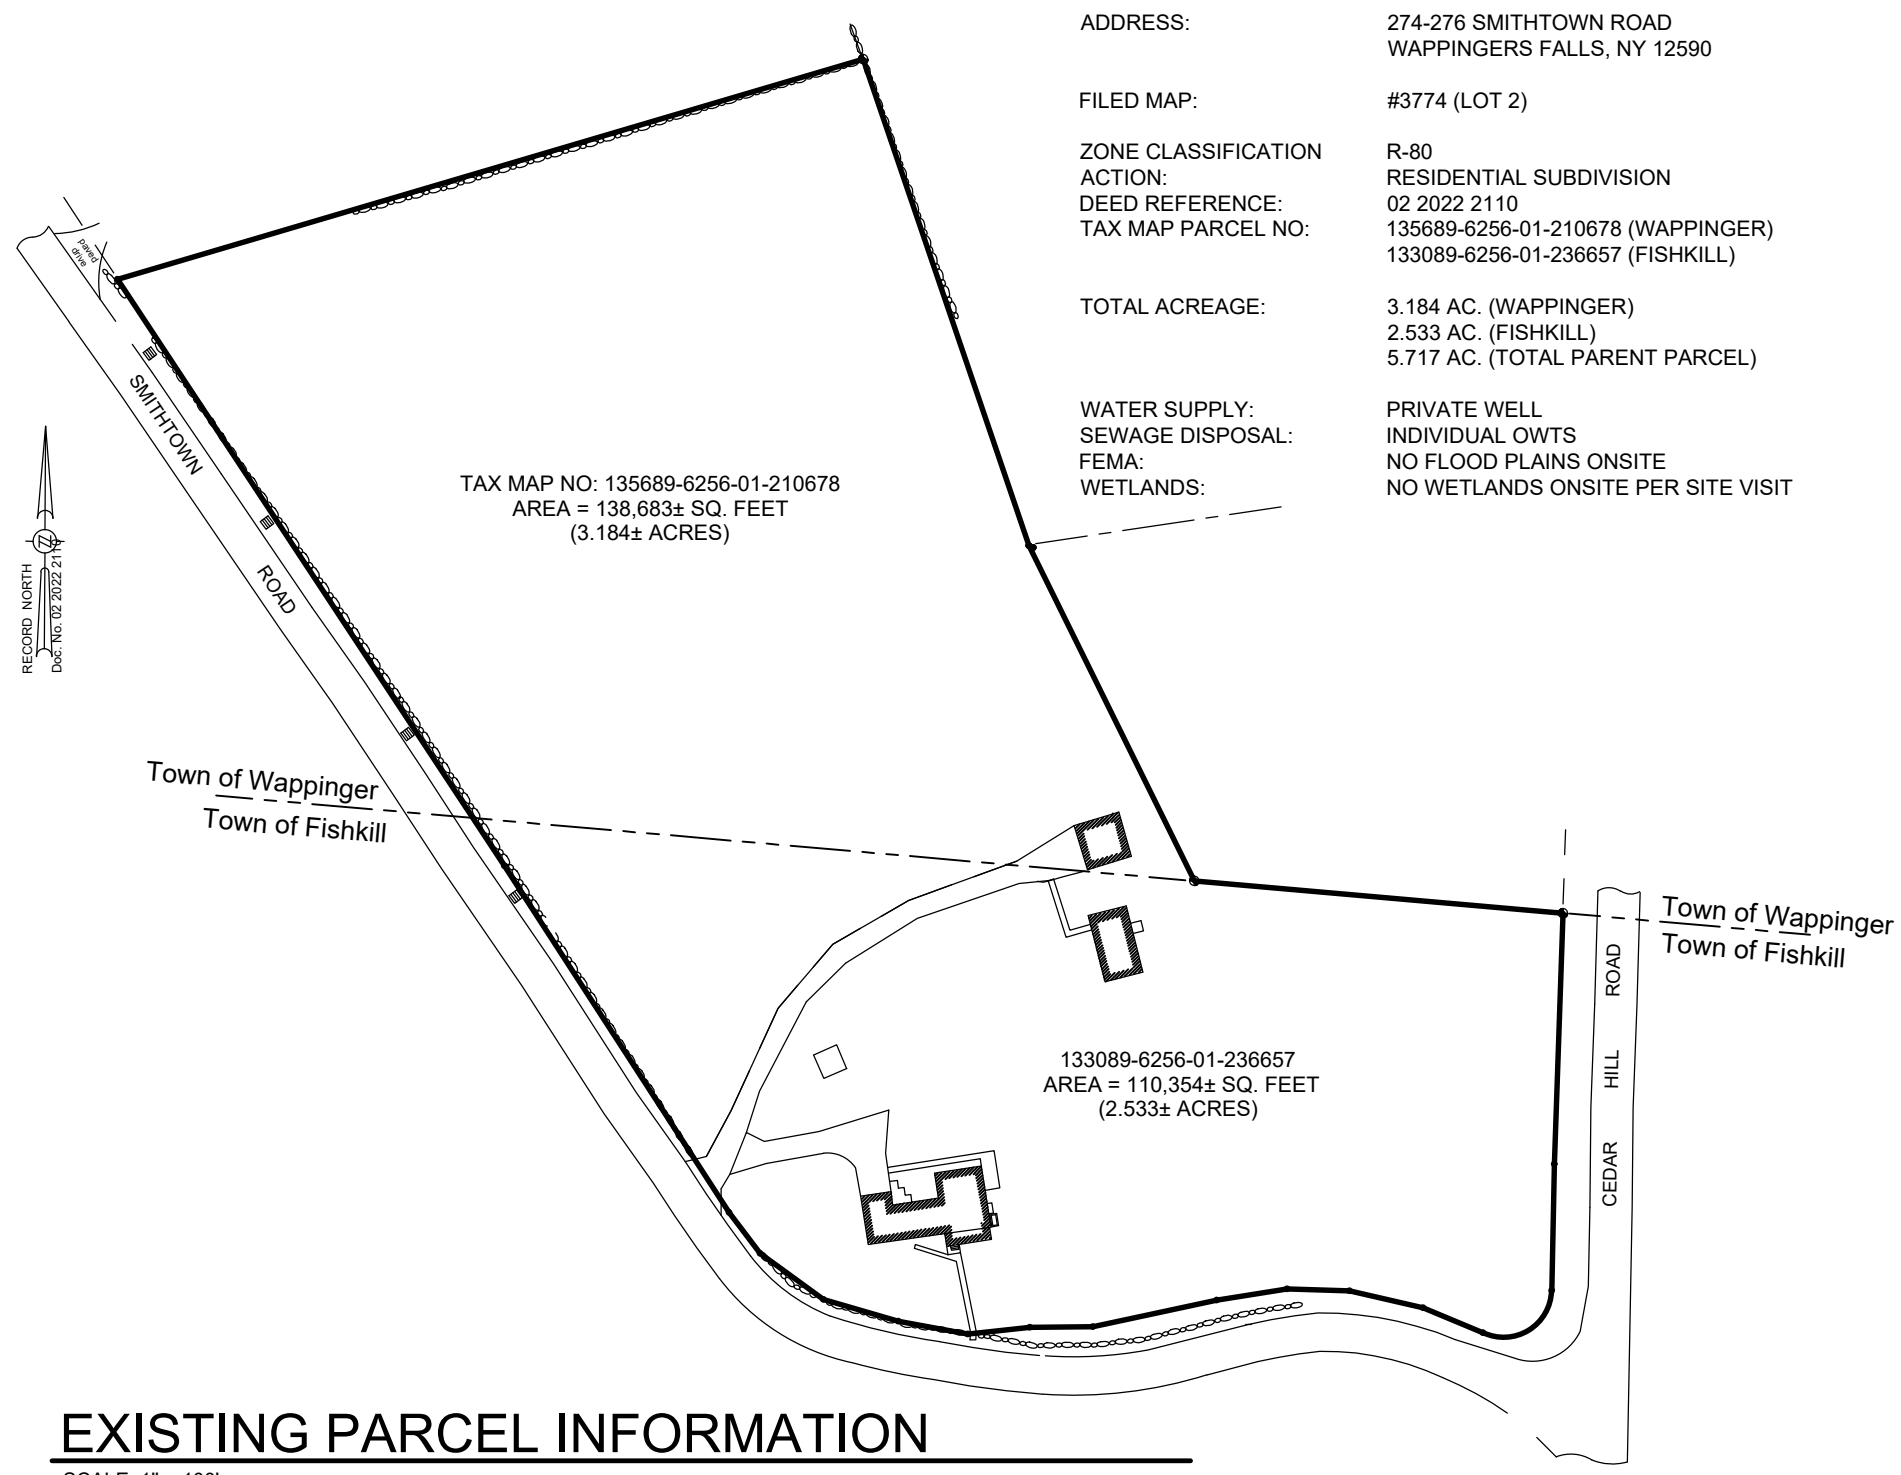 ADDRESS: 274-276 SMITHTOWN ROAD
WAPPINGERS FALLS, NY 12590
FILED MAP: #3774 (LOT 2)
ZONE CLASSIFICATION R-80
ACTION: RESIDENTIAL SUBDIVISION
DEED REFERENCE: 02 2022 2110
TAX MAP PARCEL NO: 135689-6256-01-210678 (WAPPINGER)
133089-6256-01-236657 (FISHKILL)
TOTAL ACREAGE: 3.184 AC. (WAPPINGER)
2.533 AC. (FISHKILL)
5.717 AC. (TOTAL PARENT PARCEL)
WATER SUPPLY: PRIVATE WELL
SEWAGE DISPOSAL: INDIVIDUAL OWTS
FEMA: NO FLOOD PLAINS ONSITE
WETLANDS: NO WETLANDS ONSITE PER SITE VISIT
paved
drive
SMITHTOWN ROAD
TAX MAP NO: 135689-6256-01-210678
AREA = 138,683± SQ. FEET
(3.184± ACRES)
N
RECORD NORTH
Doc. No. 02 2022 2110
Town of Wappinger
Town of Fishkill
Town of Wappinger
Town of Fishkill
133089-6256-01-236657
AREA = 110,354± SQ. FEET
(2.533± ACRES)
CEDAR HILL ROAD
EXISTING PARCEL INFORMATION